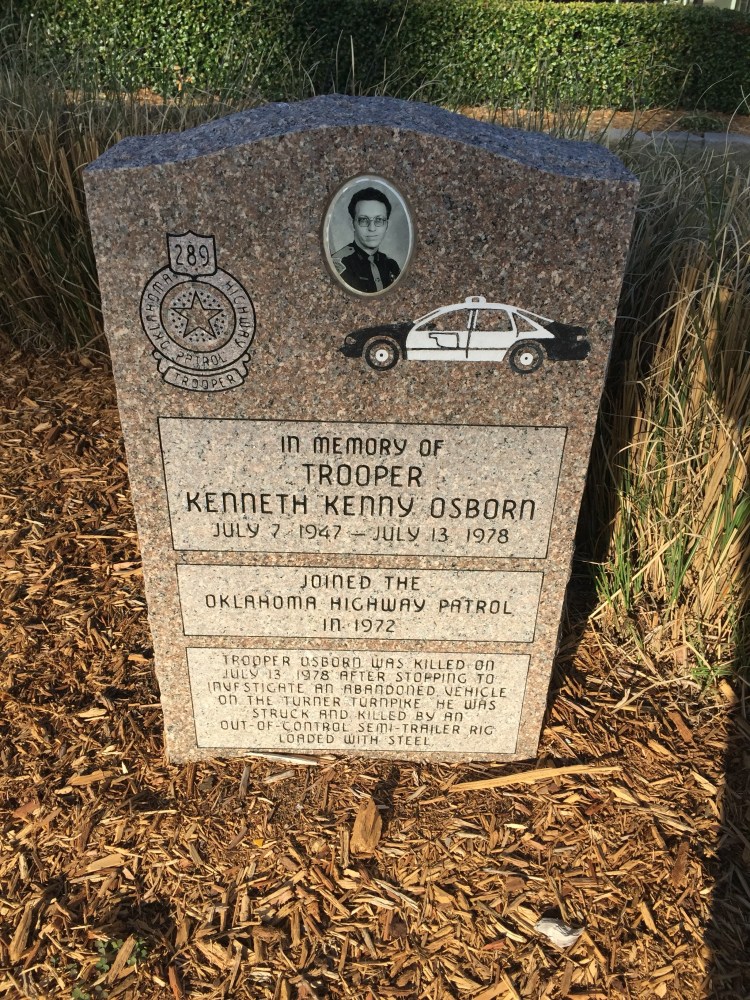 289
OKLAHOMA HIGHWAY
PATROL
TROOPER
IN MEMORY OF
TROOPER
KENNETH KENNY OSBORN
JULY 7 1947 — JULY 13 1978
JOINED THE
OKLAHOMA HIGHWAY PATROL
IN 1972
TROOPER OSBORN WAS KILLED ON
JULY 13 1978 AFTER STOPPING TO
INVESTIGATE AN ABANDONED VEHICLE
ON THE TURNER TURNPIKE. HE WAS
STRUCK AND KILLED BY AN
OUT-OF-CONTROL SEMI-TRAILER RIG
LOADED WITH STEEL